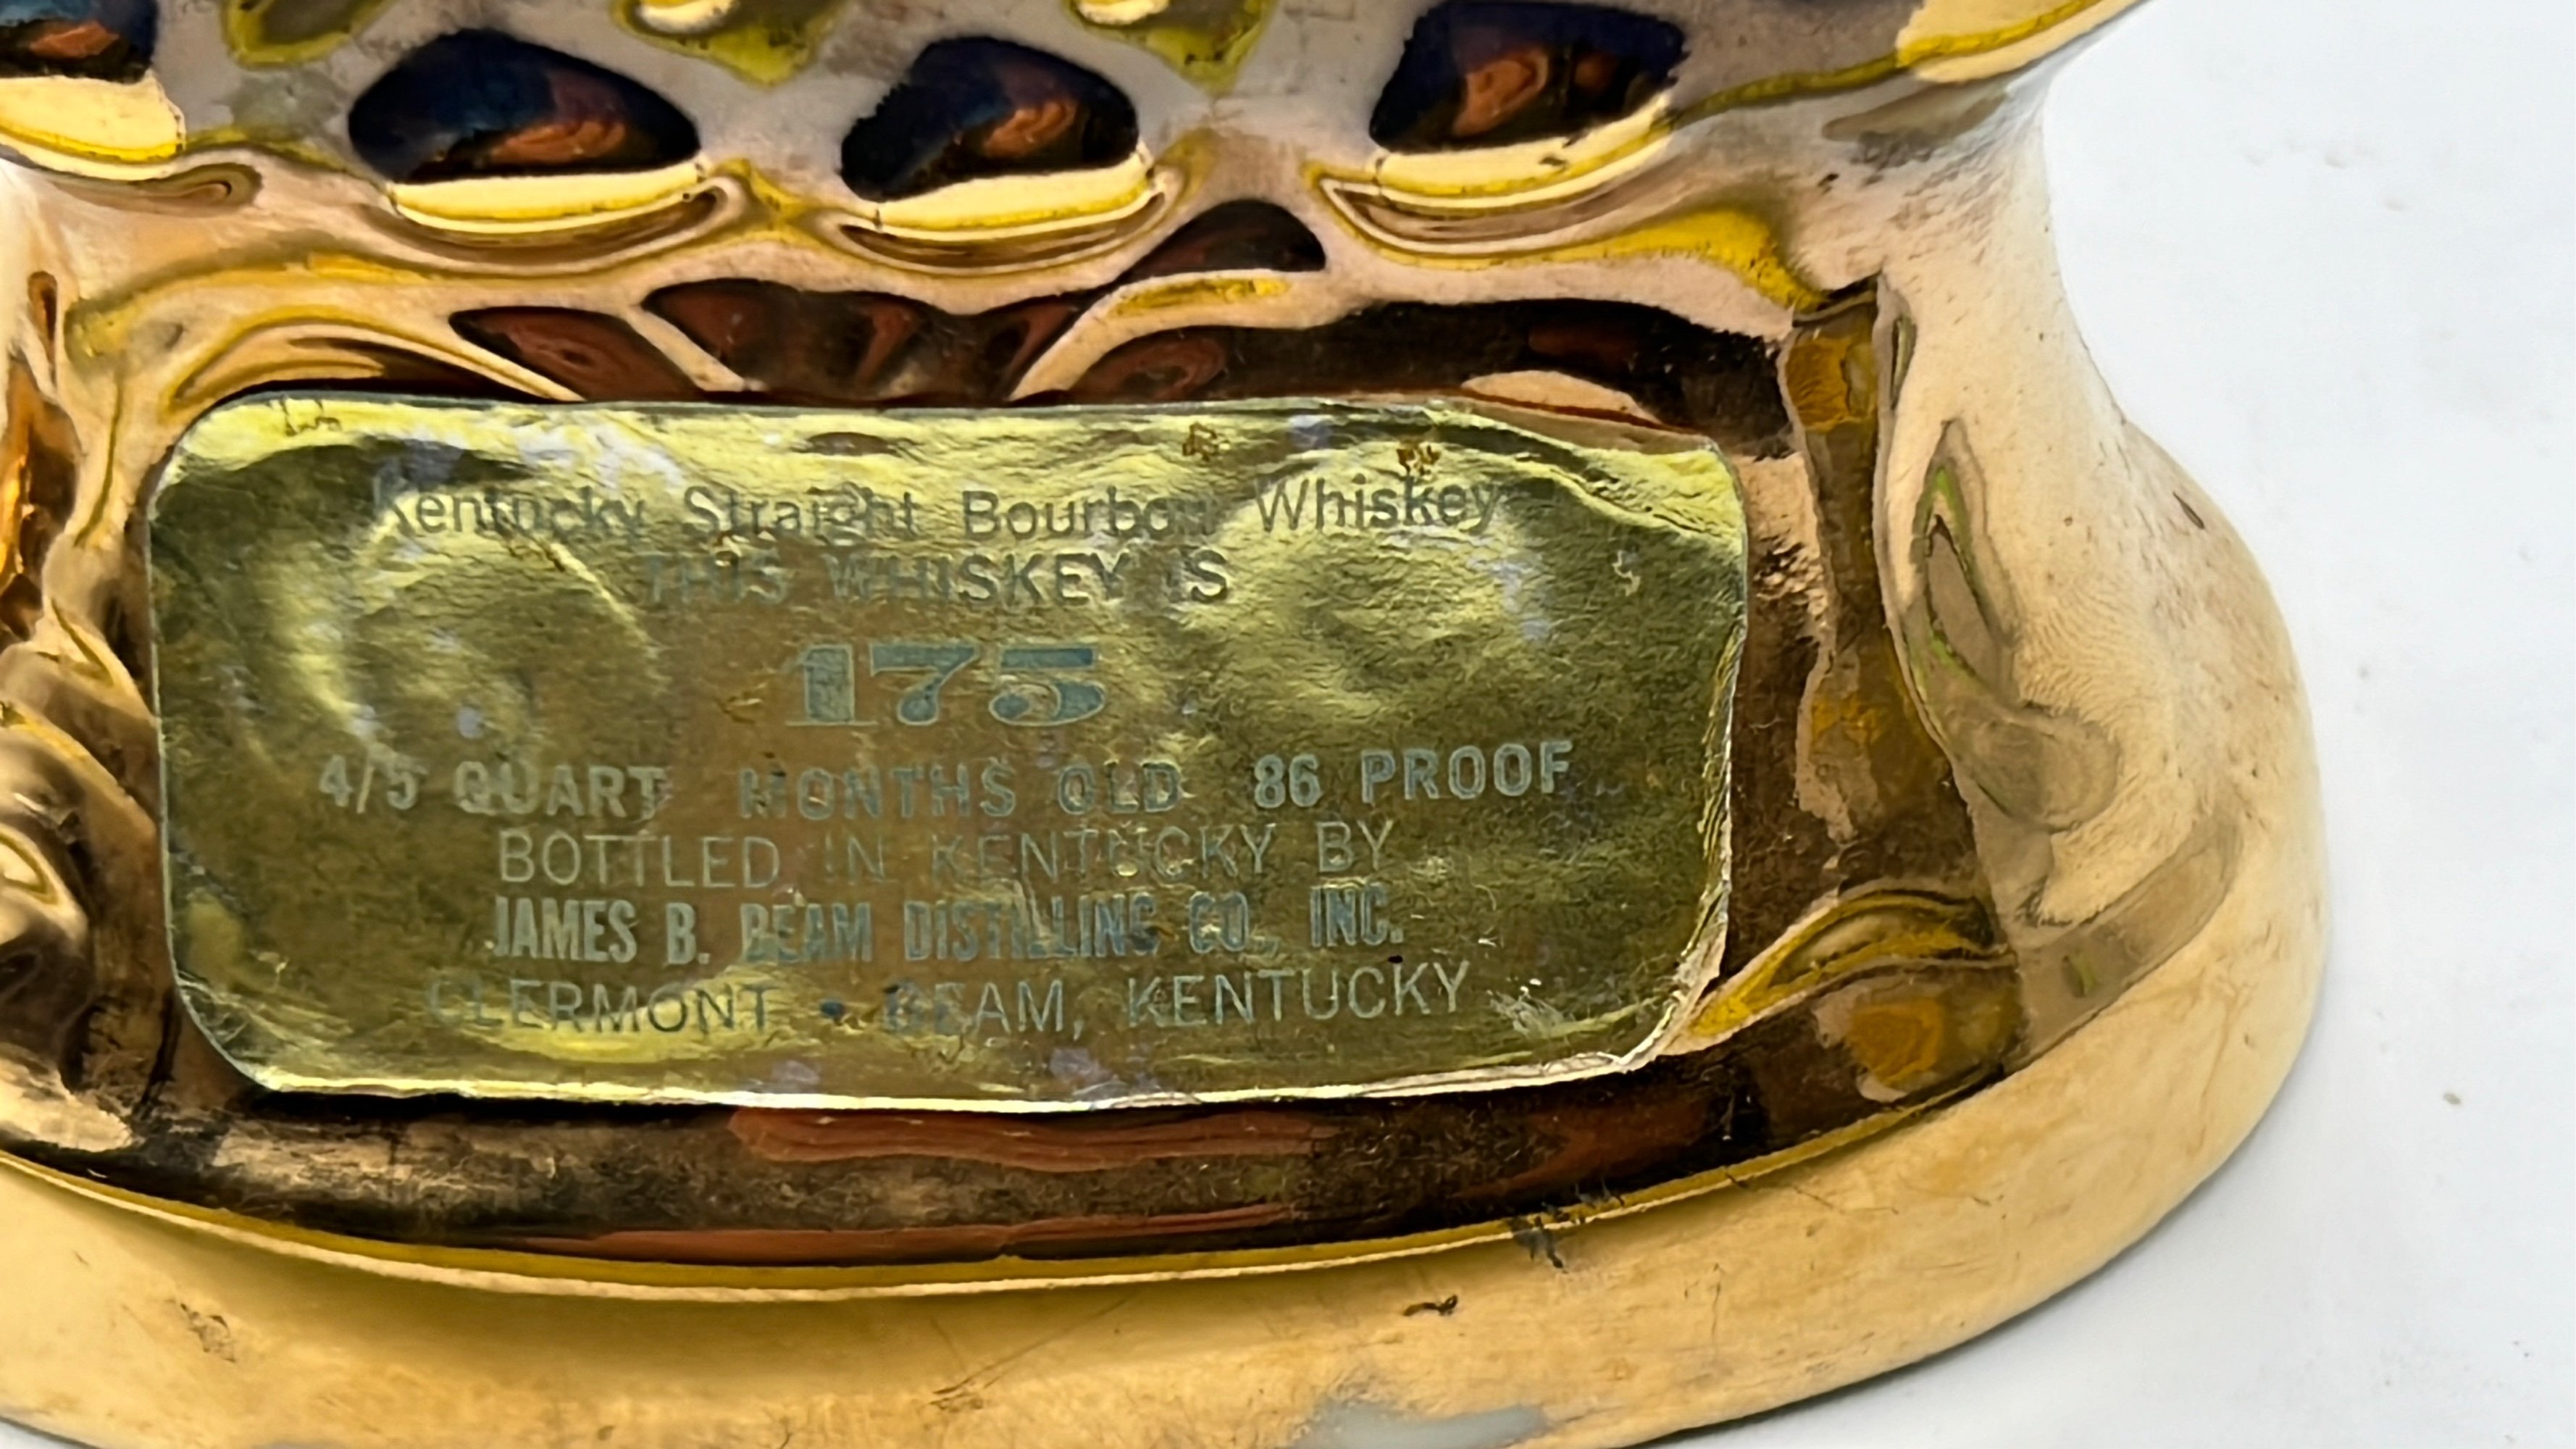 Kentucky Straight Bourbon Whiskey
THIS WHISKEY IS
175
4/5 QUART MONTHS OLD 86 PROOF
BOTTLED IN KENTUCKY BY
JAMES B. BEAM DISTILLING CO., INC.
CLERMONT • BEAM, KENTUCKY